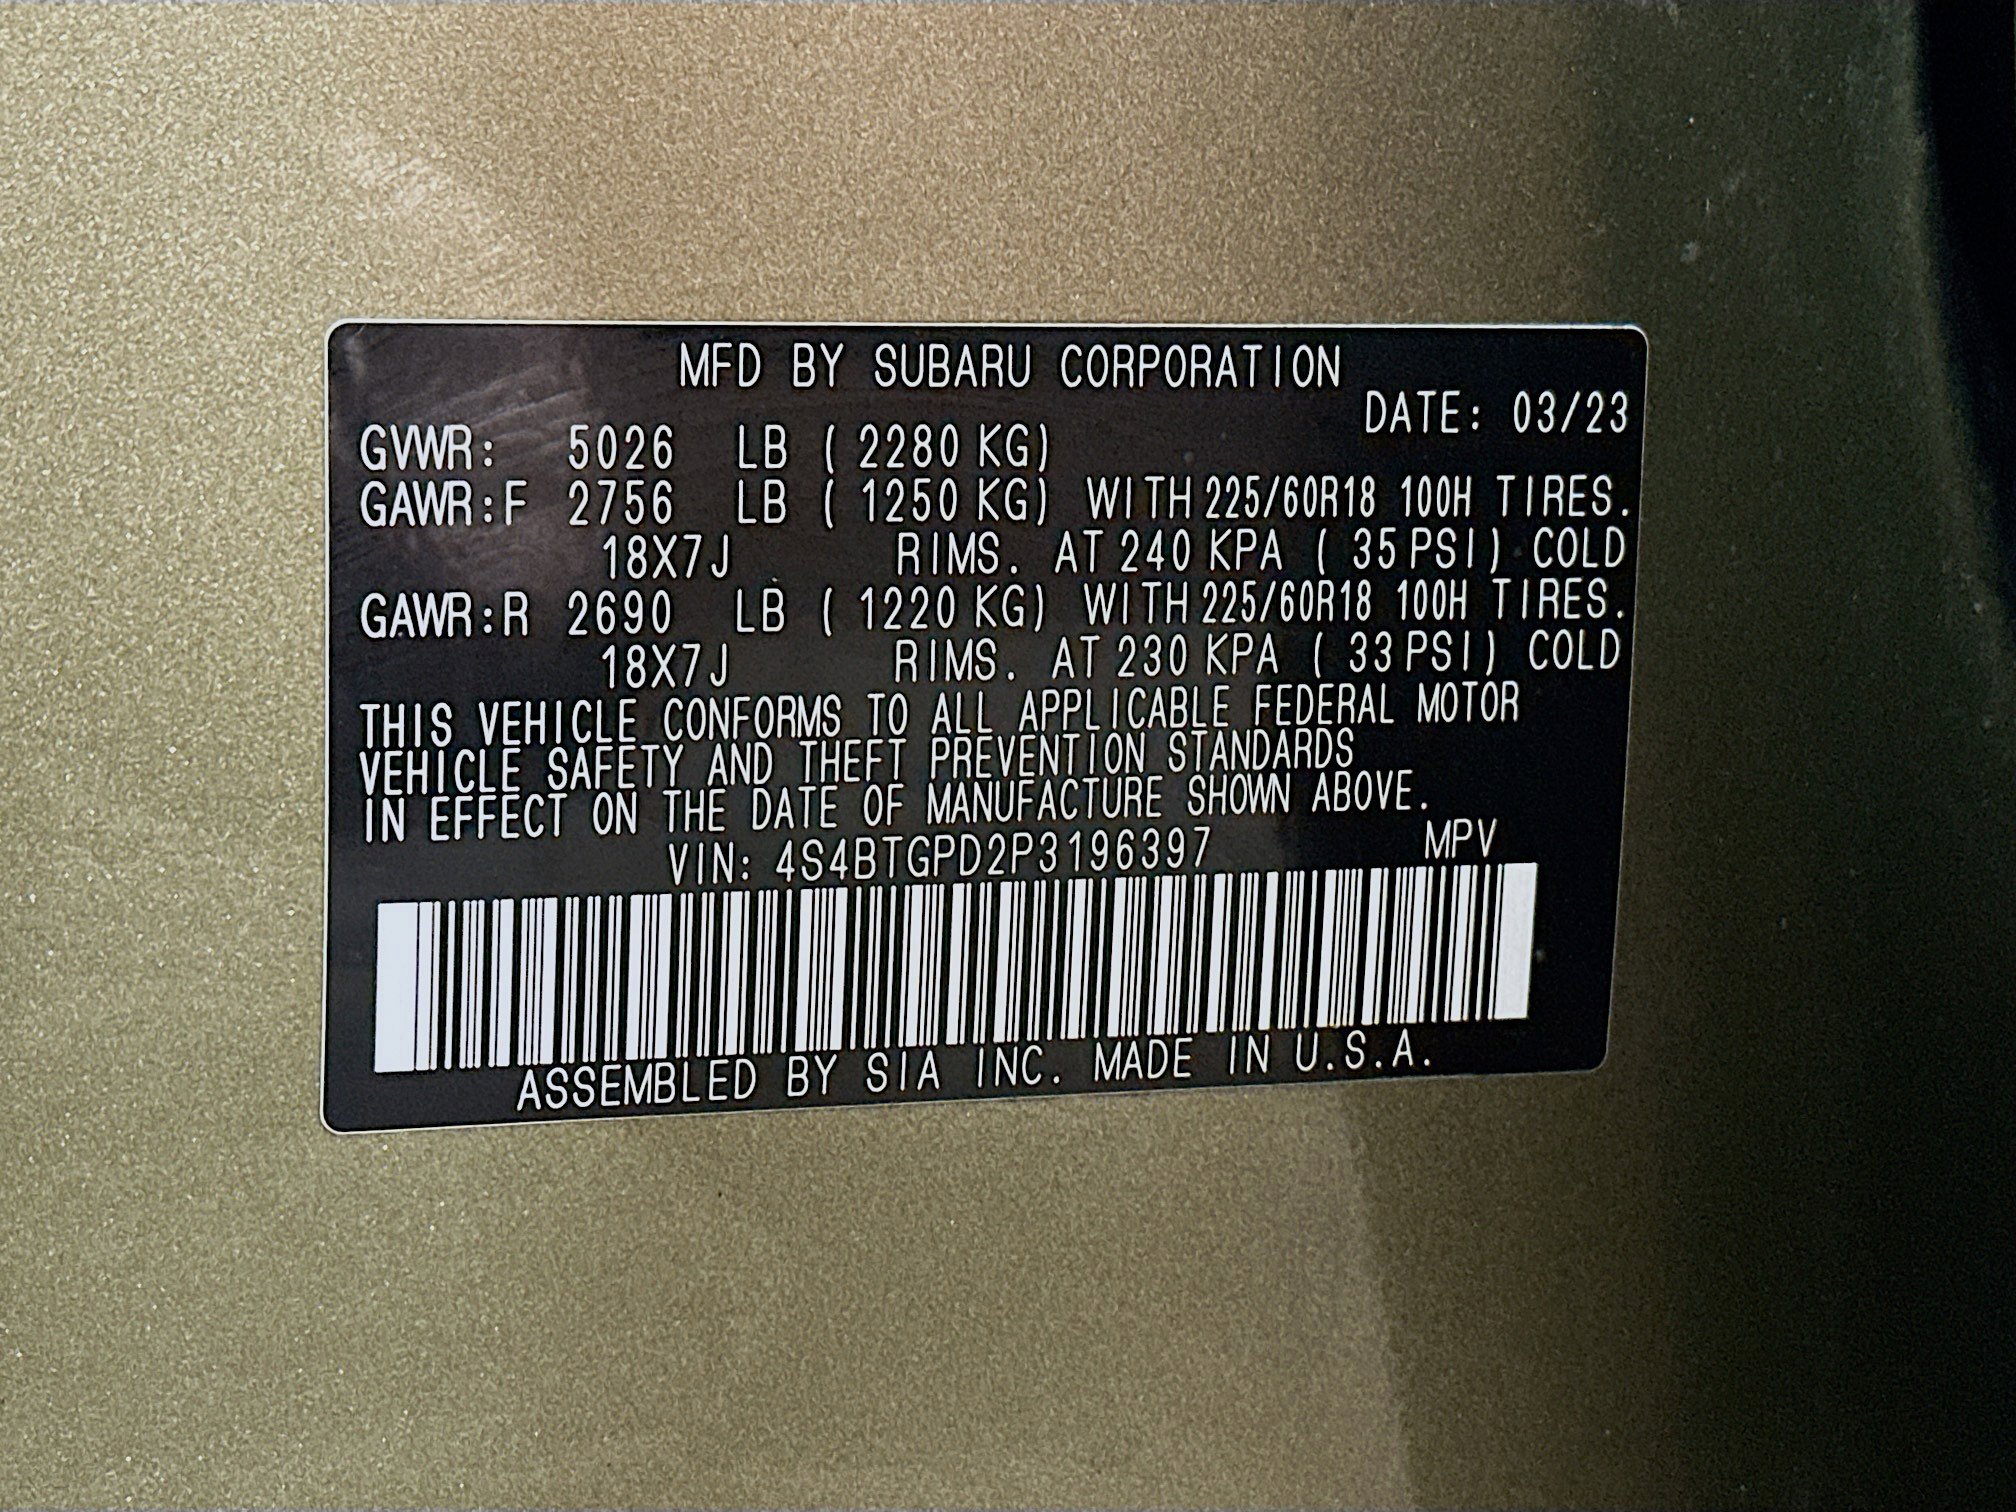 MFD BY SUBARU CORPORATION
DATE: 03/23
GVWR: 5026 LB ( 2280 KG)
GAWR:F 2756 LB ( 1250 KG) WITH 225/60R18 100H TIRES.
18X7J RIMS. AT 240 KPA ( 35 PSI) COLD
GAWR:R 2690 LB ( 1220 KG) WITH 225/60R18 100H TIRES.
18X7J RIMS. AT 230 KPA ( 33 PSI) COLD
THIS VEHICLE CONFORMS TO ALL APPLICABLE FEDERAL MOTOR
VEHICLE SAFETY AND THEFT PREVENTION STANDARDS
IN EFFECT ON THE DATE OF MANUFACTURE SHOWN ABOVE.
VIN: 4S4BTGPD2P3196397 MPV
ASSEMBLED BY SIA INC. MADE IN U.S.A.